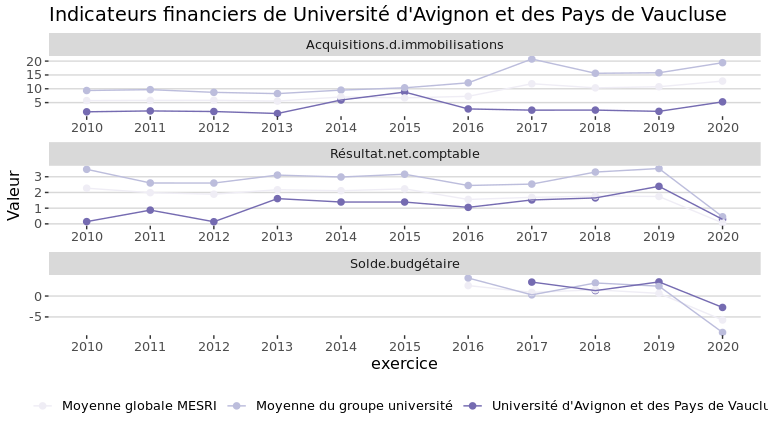 Indicateurs financiers de Université d'Avignon et des Pays de Vaucluse
Acquisitions.d.immobilisations
20
15
10
5
2010 2011 2012 2013 2014 2015 2016 2017 2018 2019 2020
Résultat.net.comptable
3
2
1
0
2010 2011 2012 2013 2014 2015 2016 2017 2018 2019 2020
Valeur
Solde.budgétaire
0
-5
2010 2011 2012 2013 2014 2015 2016 2017 2018 2019 2020
exercice
Moyenne globale MESRI Moyenne du groupe université Université d'Avignon et des Pays de Vauclu